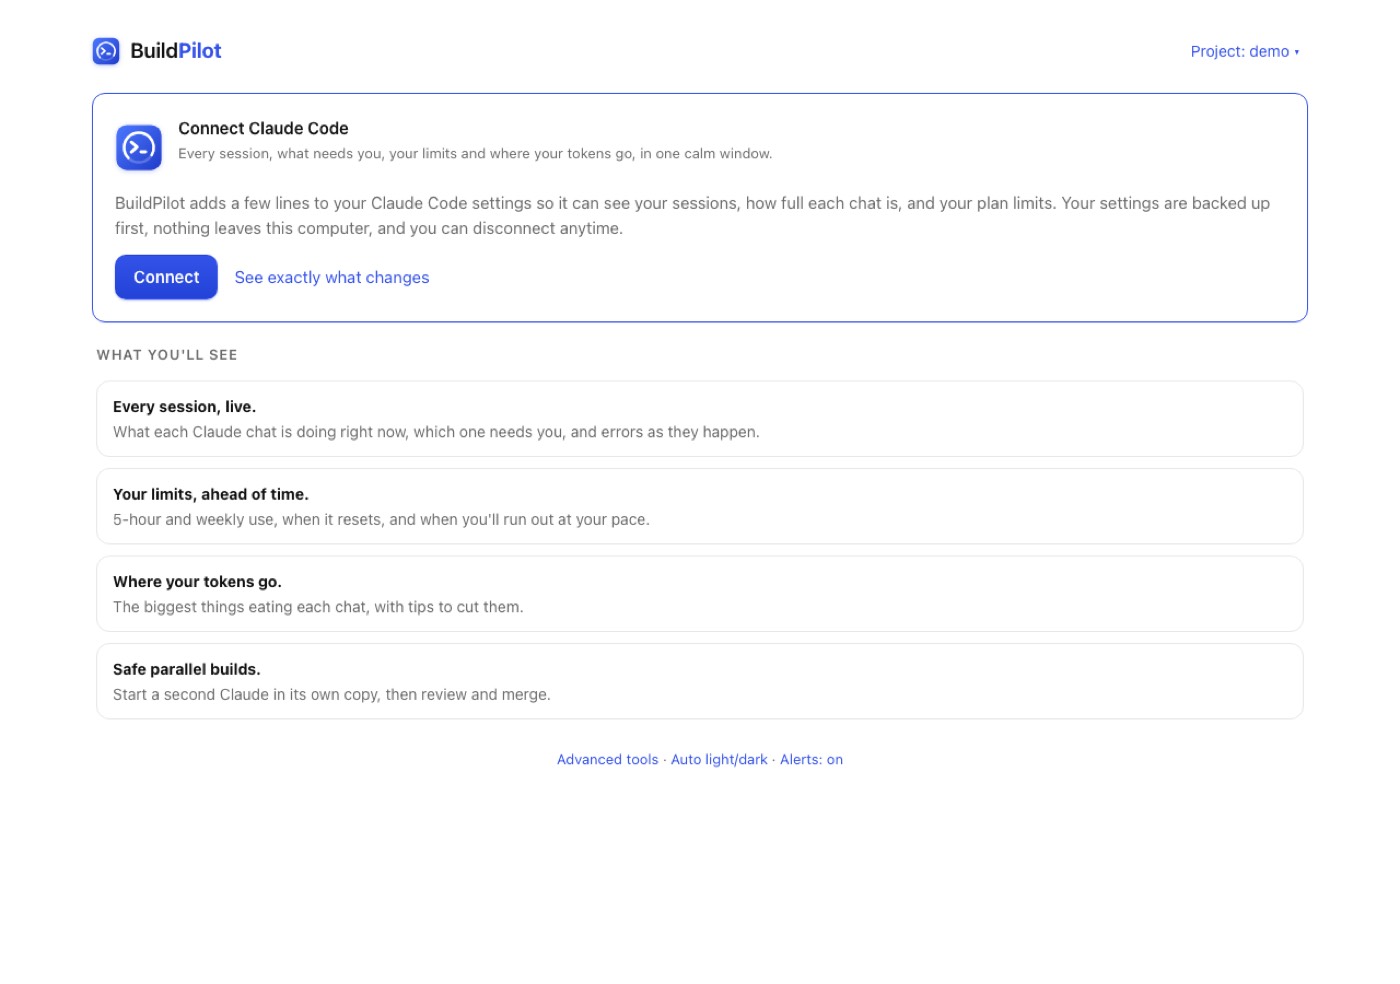 BuildPilot
Project: demo ▾
Connect Claude Code
Every session, what needs you, your limits and where your tokens go, in one calm window.
BuildPilot adds a few lines to your Claude Code settings so it can see your sessions, how full each chat is, and your plan limits. Your settings are backed up
first, nothing leaves this computer, and you can disconnect anytime.
Connect
See exactly what changes
WHAT YOU'LL SEE
Every session, live.
What each Claude chat is doing right now, which one needs you, and errors as they happen.
Your limits, ahead of time.
5-hour and weekly use, when it resets, and when you'll run out at your pace.
Where your tokens go.
The biggest things eating each chat, with tips to cut them.
Safe parallel builds.
Start a second Claude in its own copy, then review and merge.
Advanced tools · Auto light/dark · Alerts: on